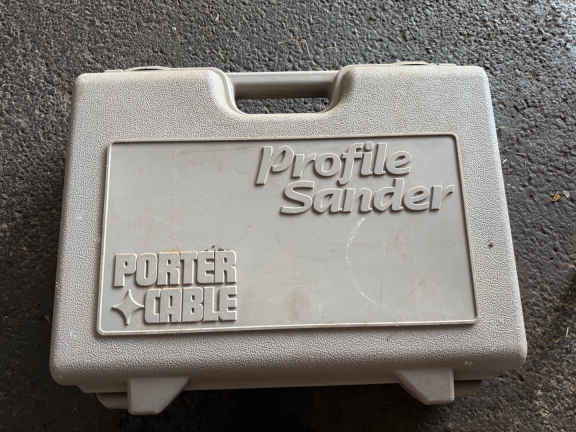 Profile
Sander
PORTER
CABLE